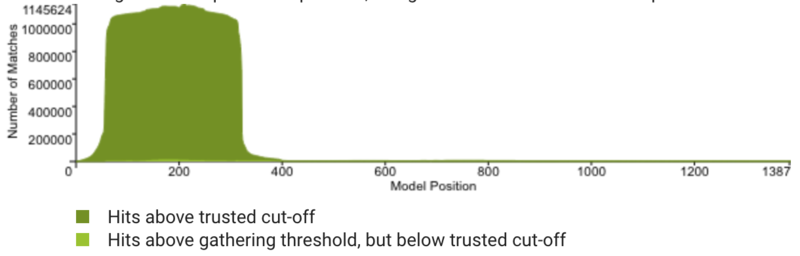 1145624
1000000
800000
600000
400000
200000
0
Number of Matches
0 200 400 600 800 1000 1200 1387
Model Position
Hits above trusted cut-off
Hits above gathering threshold, but below trusted cut-off